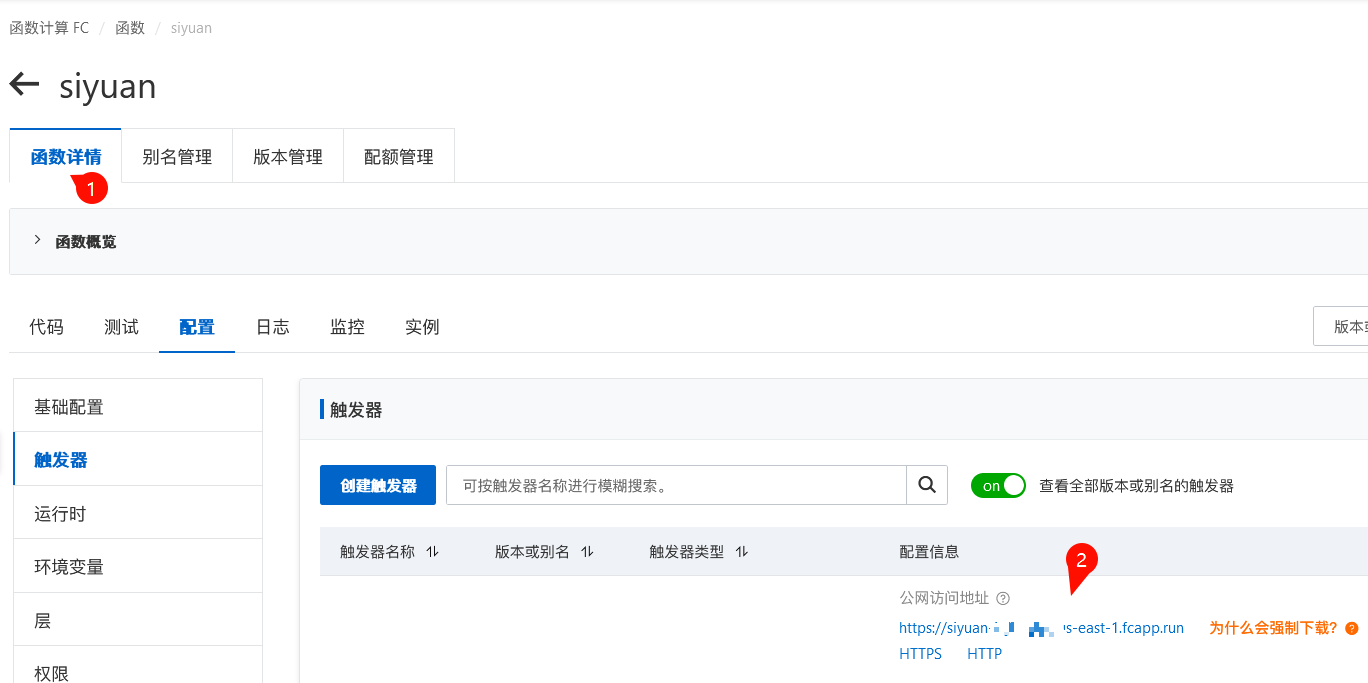 函数计算 FC / 函数 / siyuan
siyuan
函数详情 别名管理 版本管理 配额管理
1
函数概览
代码 测试 配置 日志 监控 实例
版本
基础配置
触发器
运行时
环境变量
层
权限
触发器
创建触发器 可按触发器名称进行模糊搜索。 on 查看全部版本或别名的触发器
触发器名称 版本或别名 触发器类型 配置信息
2
公网访问地址
https://siyuan- s-east-1.fcapp.run 为什么会强制下载?
HTTPS HTTP